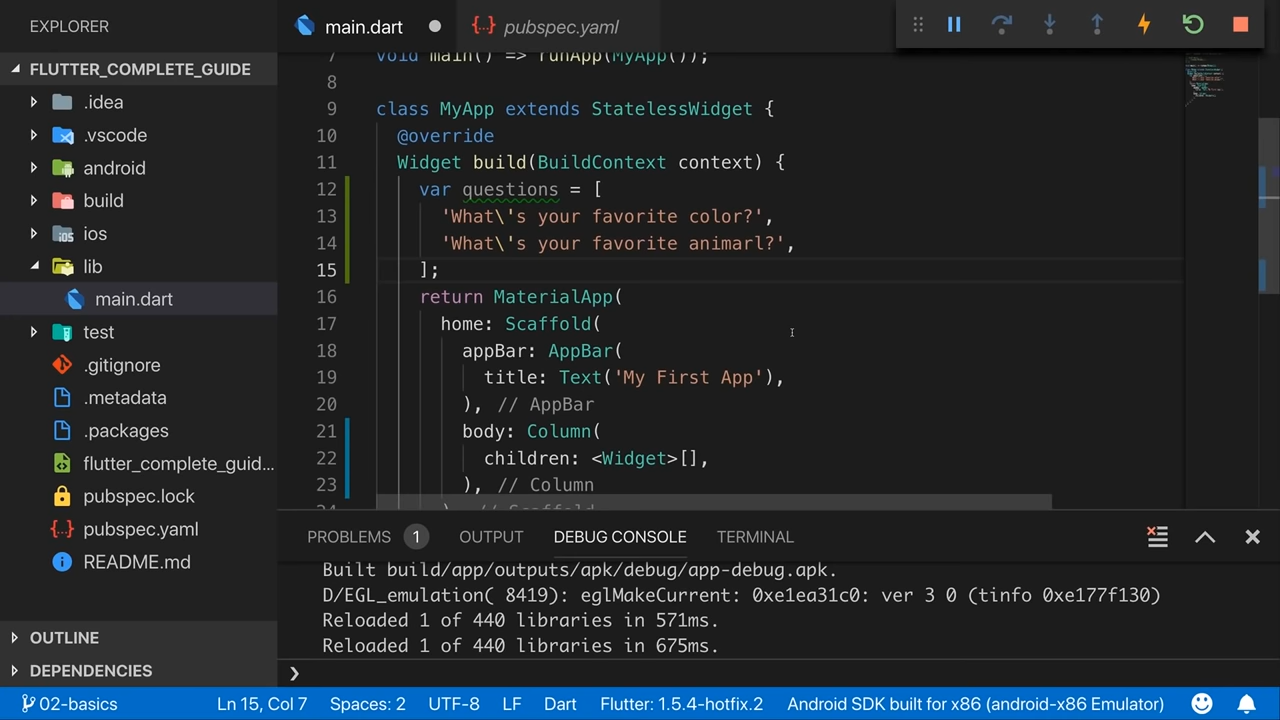 EXPLORER
main.dart
pubspec.yaml
FLUTTER_COMPLETE_GUIDE
.idea
.vscode
android
build
ios
lib
main.dart
test
.gitignore
.metadata
.packages
flutter_complete_guid...
pubspec.lock
pubspec.yaml
README.md
OUTLINE
DEPENDENCIES
7 void main() => runApp(MyApp());
8
9 class MyApp extends StatelessWidget {
10 @override
11 Widget build(BuildContext context) {
12 var questions = [
13 'What\'s your favorite color?',
14 'What\'s your favorite animarl?',
15 ];
16 return MaterialApp(
17 home: Scaffold(
18 appBar: AppBar(
19 title: Text('My First App'),
20 ), // AppBar
21 body: Column(
22 children: <Widget>[],
23 ), // Column
24 ), // Scaffold
PROBLEMS 1 OUTPUT DEBUG CONSOLE TERMINAL
Built build/app/outputs/apk/debug/app-debug.apk.
D/EGL_emulation( 8419): eglMakeCurrent: 0xe1ea31c0: ver 3 0 (tinfo 0xe177f130)
Reloaded 1 of 440 libraries in 571ms.
Reloaded 1 of 440 libraries in 675ms.
02-basics Ln 15, Col 7 Spaces: 2 UTF-8 LF Dart Flutter: 1.5.4-hotfix.2 Android SDK built for x86 (android-x86 Emulator)